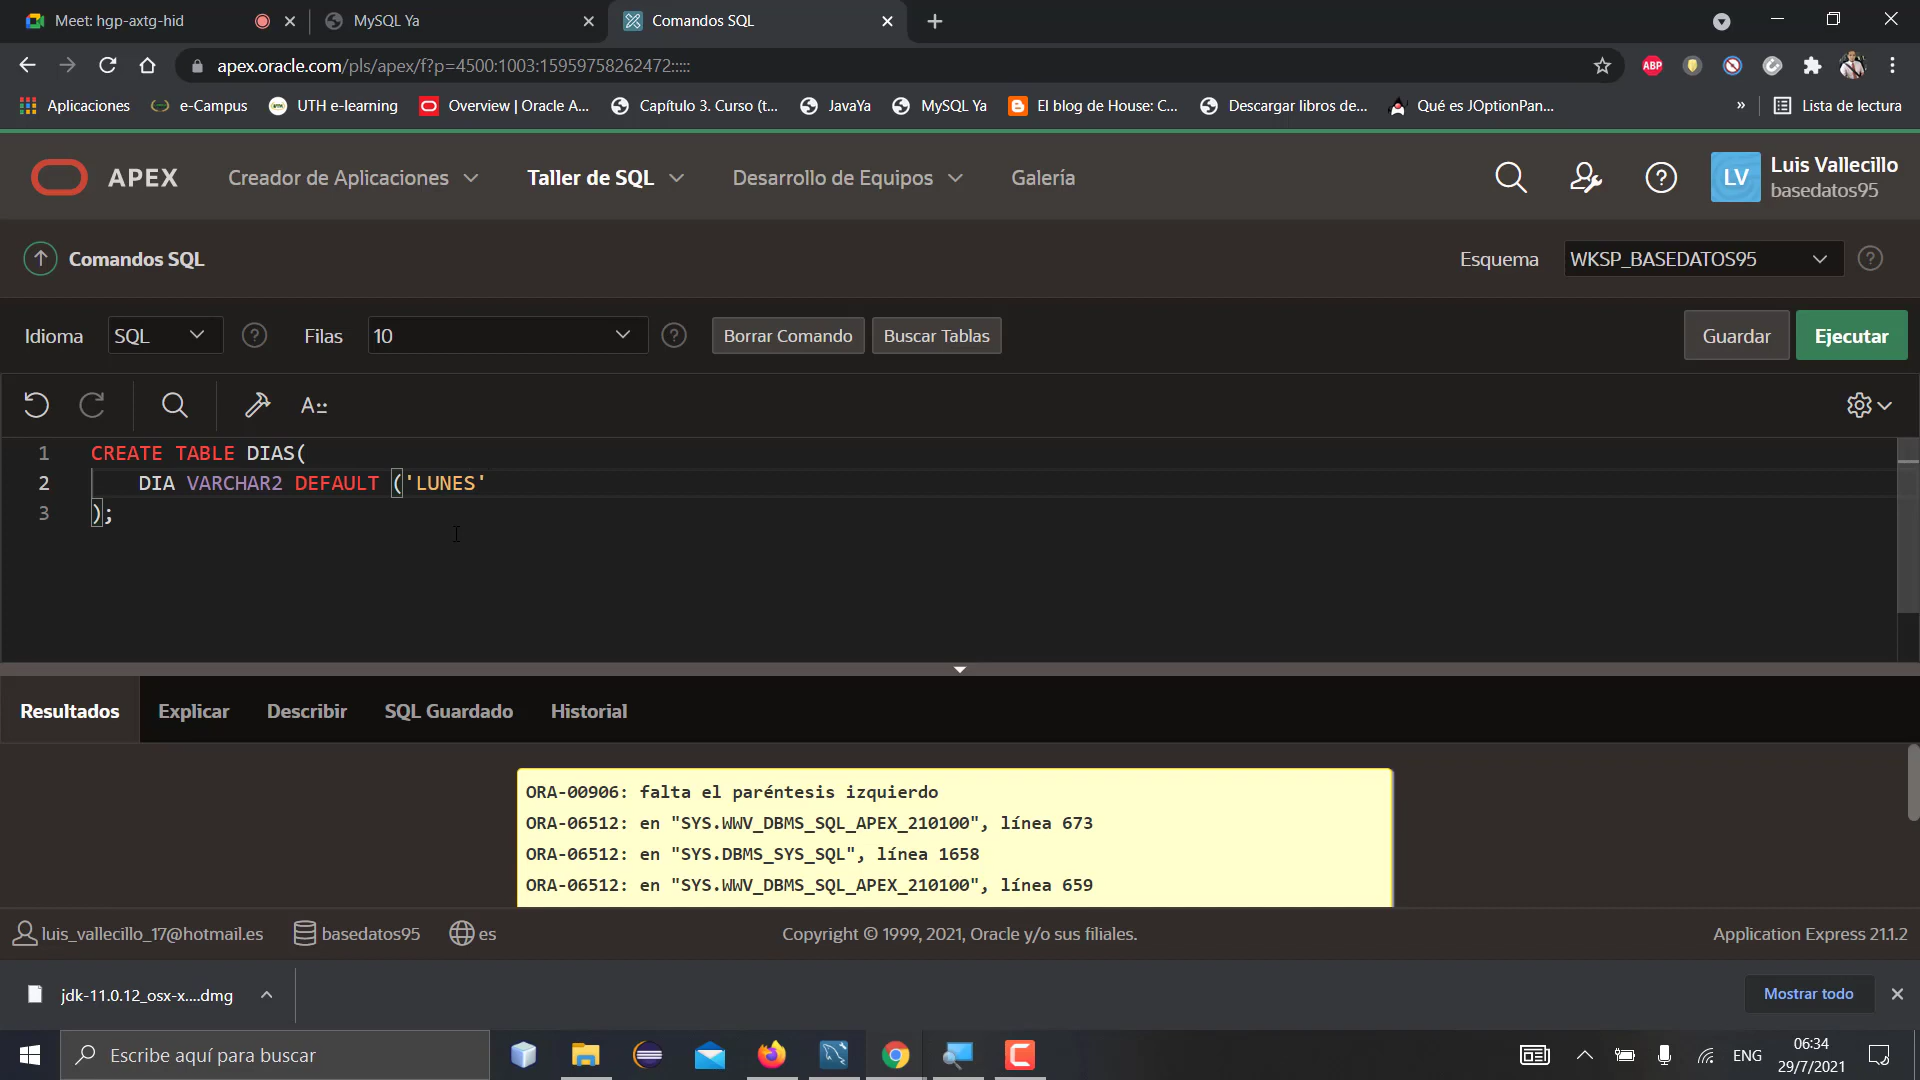 Meet: hgp-axtg-hid
MySQL Ya
Comandos SQL
apex.oracle.com/pls/apex/f?p=4500:1003:15959758262472:::::
ABP
Aplicaciones
e-Campus
UTH e-learning
Overview | Oracle A...
Capítulo 3. Curso (t...
JavaYa
MySQL Ya
El blog de House: C...
Descargar libros de...
Qué es JOptionPan...
»
Lista de lectura
APEX
Creador de Aplicaciones
Taller de SQL
Desarrollo de Equipos
Galería
LV
Luis Vallecillo
basedatos95
Comandos SQL
Esquema
WKSP_BASEDATOS95
Idioma
SQL
Filas
10
Borrar Comando
Buscar Tablas
Guardar
Ejecutar
A::
1 CREATE TABLE DIAS(
2 DIA VARCHAR2 DEFAULT ('LUNES'
3 );
Resultados
Explicar
Describir
SQL Guardado
Historial
ORA-00906: falta el paréntesis izquierdo
ORA-06512: en "SYS.WWV_DBMS_SQL_APEX_210100", línea 673
ORA-06512: en "SYS.DBMS_SYS_SQL", línea 1658
ORA-06512: en "SYS.WWV_DBMS_SQL_APEX_210100", línea 659
luis_vallecillo_17@hotmail.es
basedatos95
es
Copyright © 1999, 2021, Oracle y/o sus filiales.
Application Express 21.1.2
jdk-11.0.12_osx-x....dmg
Mostrar todo
Escribe aquí para buscar
ENG
06:34
29/7/2021